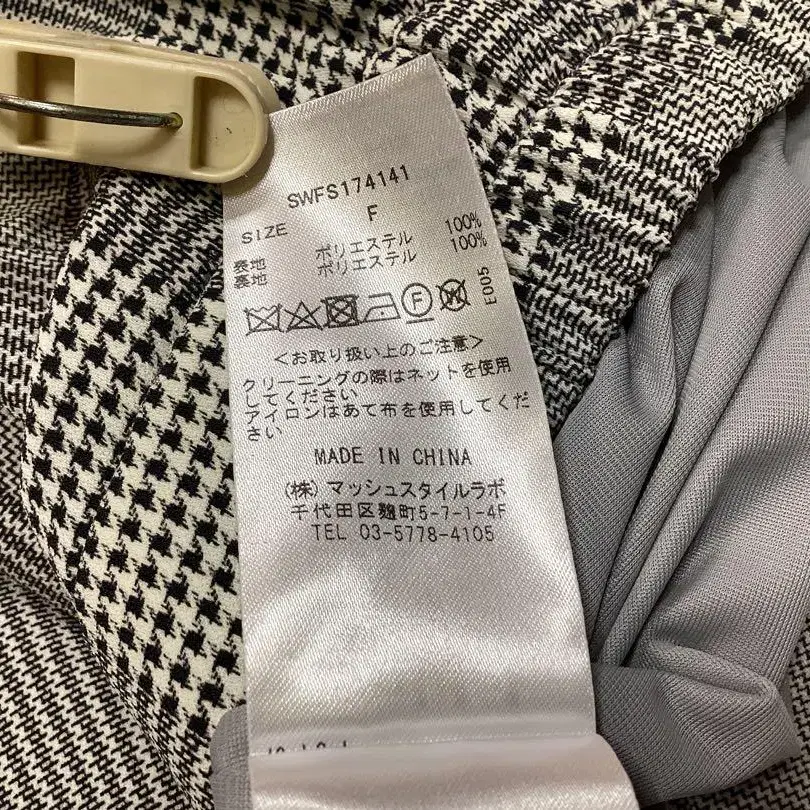 SWFS174141
SIZE F
表地 ポリエステル 100%
裏地 ポリエステル 100%
F W E005
<お取り扱い上のご注意>
クリーニングの際はネットを使用
してください
アイロンはあて布を使用してくだ
さい
MADE IN CHINA
(株) マッシュスタイルラボ
千代田区麹町5-7-1-4F
TEL 03-5778-4105